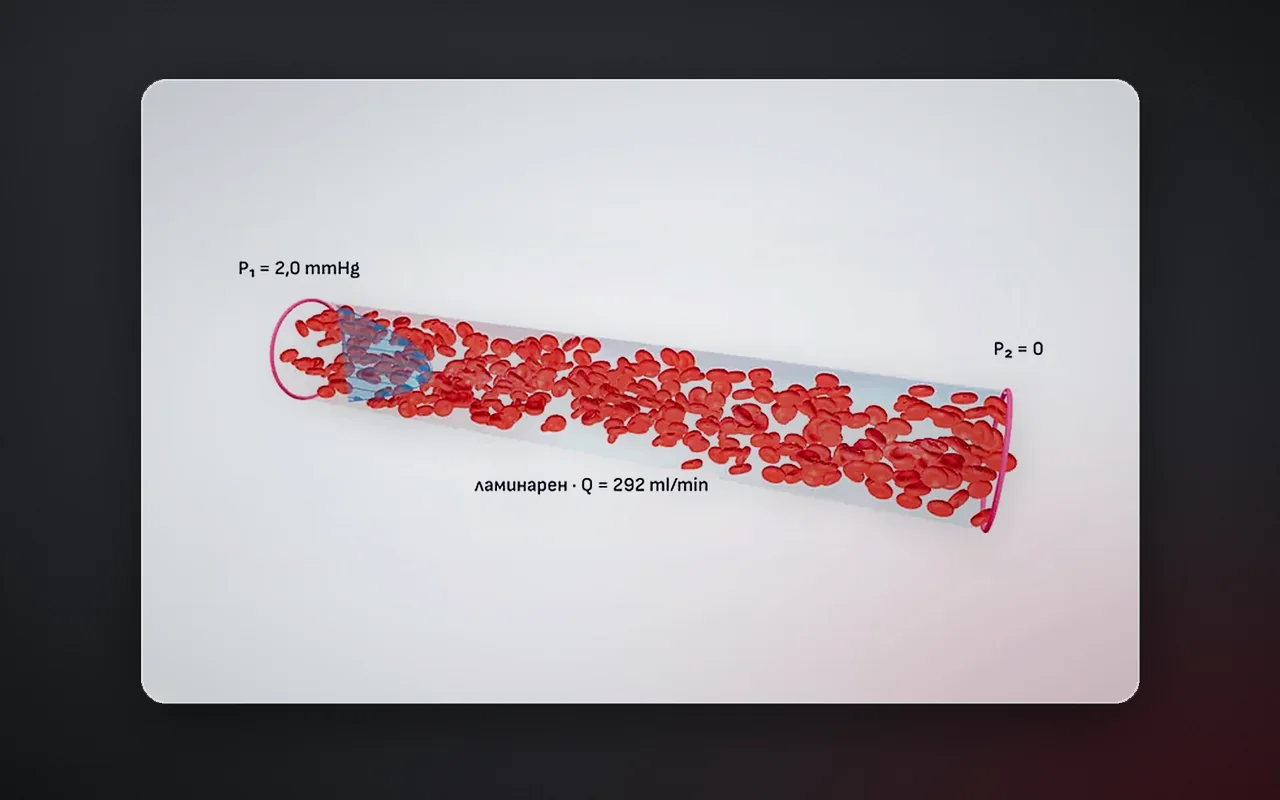 P₁ = 2,0 mmHg
P₂ = 0
ламинарен · Q = 292 ml/min